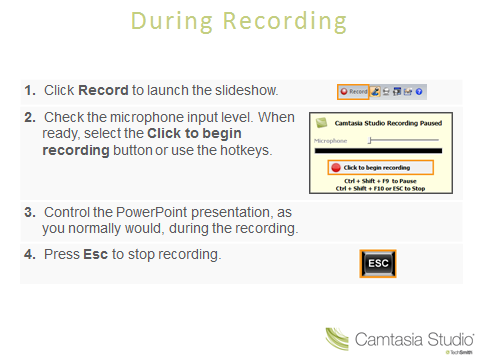 During Recording
1. Click Record to launch the slideshow.
Record
2. Check the microphone input level. When
ready, select the Click to begin
recording button or use the hotkeys.
Camtasia Studio Recording Paused
Microphone
Click to begin recording
Ctrl + Shift + F9 to Pause
Ctrl + Shift + F10 or ESC to Stop
3. Control the PowerPoint presentation, as
you normally would, during the recording.
4. Press Esc to stop recording.
ESC
Camtasia Studio
TechSmith